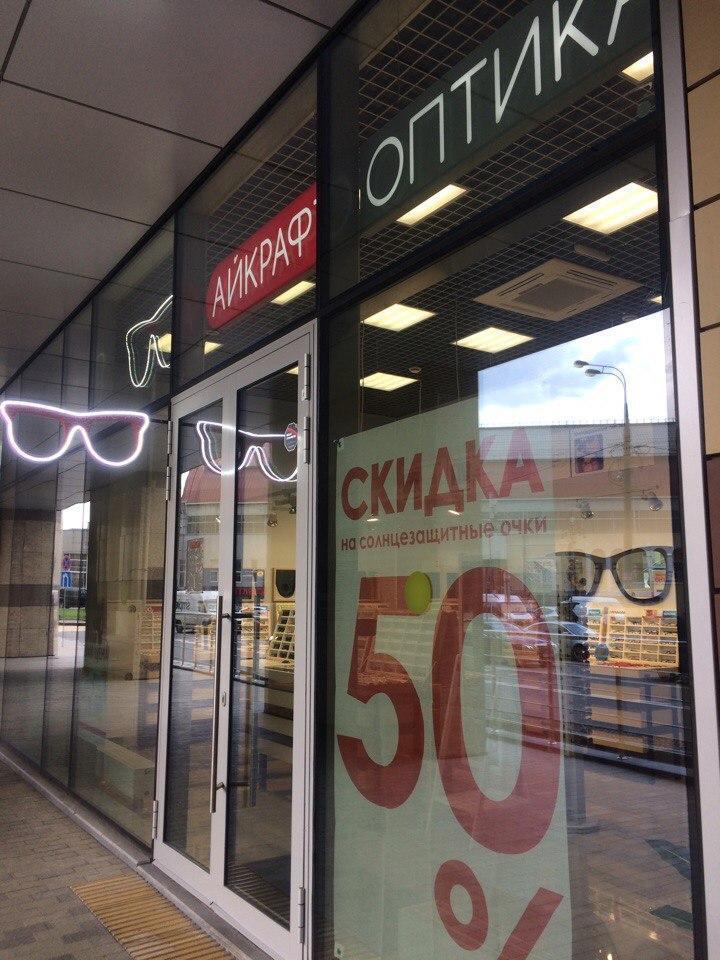 АЙКРАФТ
ОПТИКА
СКИДКА
на солнцезащитные очки
50
%